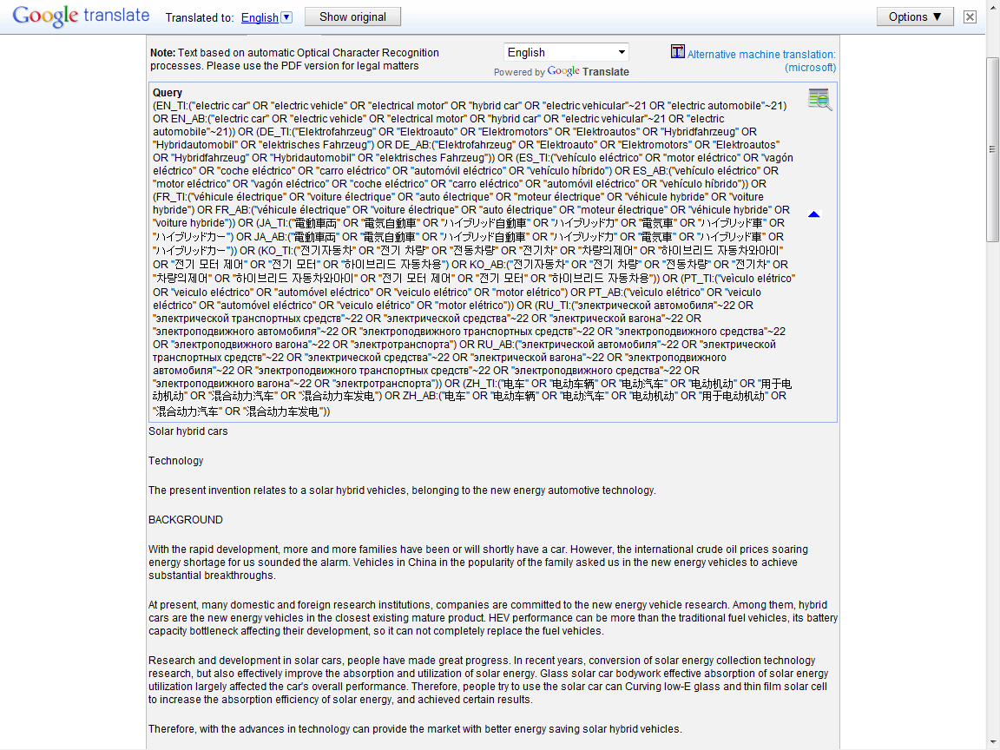 Google translate Translated to: English ▼ Show original Options ▼
Note: Text based on automatic Optical Character Recognition
processes. Please use the PDF version for legal matters
English
Powered by Google Translate
Alternative machine translation:
(microsoft)
Query
(EN_TI:("electric car" OR "electric vehicle" OR "electrical motor" OR "hybrid car" OR "electric vehicular"~21 OR "electric automobile"~21)
OR EN_AB:("electric car" OR "electric vehicle" OR "electrical motor" OR "hybrid car" OR "electric vehicular"~21 OR "electric
automobile"~21)) OR (DE_TI:("Elektrofahrzeug" OR "Elektroauto" OR "Elektromotors" OR "Elektroautos" OR "Hybridfahrzeug" OR
"Hybridautomobil" OR "elektrisches Fahrzeug") OR DE_AB:("Elektrofahrzeug" OR "Elektroauto" OR "Elektromotors" OR "Elektroautos"
OR "Hybridfahrzeug" OR "Hybridautomobil" OR "elektrisches Fahrzeug")) OR (ES_TI:("vehículo eléctrico" OR "motor eléctrico" OR "vagón
eléctrico" OR "coche eléctrico" OR "carro eléctrico" OR "automóvil eléctrico" OR "vehículo híbrido") OR ES_AB:("vehículo eléctrico" OR
"motor eléctrico" OR "vagón eléctrico" OR "coche eléctrico" OR "carro eléctrico" OR "automóvil eléctrico" OR "vehículo híbrido")) OR
(FR_TI:("véhicule électrique" OR "voiture électrique" OR "auto électrique" OR "moteur électrique" OR "véhicule hybride" OR "voiture
hybride") OR FR_AB:("véhicule électrique" OR "voiture électrique" OR "auto électrique" OR "moteur électrique" OR "véhicule hybride" OR
"voiture hybride")) OR (JA_TI:("電動車両" OR "電気自動車" OR "ハイブリッド自動車" OR "ハイブリッドカ" OR "電気車" OR "ハイブリッド車" OR
"ハイブリッドカー") OR JA_AB:("電動車両" OR "電気自動車" OR "ハイブリッド自動車" OR "ハイブリッドカ" OR "電気車" OR "ハイブリッド車" OR
"ハイブリッドカー")) OR (KO_TI:("전기자동차" OR "전기 차량" OR "전동차량" OR "전기차" OR "차량의제어" OR "하이브리드 자동차와아이"
OR "전기 모터 제어" OR "전기 모터" OR "하이브리드 자동차용") OR KO_AB:("전기자동차" OR "전기 차량" OR "전동차량" OR "전기차" OR
"차량의제어" OR "하이브리드 자동차와아이" OR "전기 모터 제어" OR "전기 모터" OR "하이브리드 자동차용")) OR (PT_TI:("veìculo elétrico"
OR "veiculo eléctrico" OR "automóvel eléctrico" OR "veiculo elétrico" OR "motor elétrico") OR PT_AB:("veìculo elétrico" OR "veiculo
eléctrico" OR "automóvel eléctrico" OR "veiculo elétrico" OR "motor elétrico")) OR (RU_TI:("электрической автомобиля"~22 OR
"электрической транспортных средств"~22 OR "электрической средства"~22 OR "электрической вагона"~22 OR
"электроподвижного автомобиля"~22 OR "электроподвижного транспортных средств"~22 OR "электроподвижного средства"~22
OR "электроподвижного вагона"~22 OR "электротранспорта") OR RU_AB:("электрической автомобиля"~22 OR "электрической
транспортных средств"~22 OR "электрической средства"~22 OR "электрической вагона"~22 OR "электроподвижного
автомобиля"~22 OR "электроподвижного транспортных средств"~22 OR "электроподвижного средства"~22 OR
"электроподвижного вагона"~22 OR "электротранспорта")) OR (ZH_TI:("电车" OR "电动车辆" OR "电动汽车" OR "电动机动" OR "用于电
动机动" OR "混合动力汽车" OR "混合动力车发电") OR ZH_AB:("电车" OR "电动车辆" OR "电动汽车" OR "电动机动" OR "用于电动机动" OR
"混合动力汽车" OR "混合动力车发电"))
Solar hybrid cars
Technology
The present invention relates to a solar hybrid vehicles, belonging to the new energy automotive technology.
BACKGROUND
With the rapid development, more and more families have been or will shortly have a car. However, the international crude oil prices soaring
energy shortage for us sounded the alarm. Vehicles in China in the popularity of the family asked us in the new energy vehicles to achieve
substantial breakthroughs.
At present, many domestic and foreign research institutions, companies are committed to the new energy vehicle research. Among them, hybrid
cars are the new energy vehicles in the closest existing mature product. HEV performance can be more than the traditional fuel vehicles, its battery
capacity bottleneck affecting their development, so it can not completely replace the fuel vehicles.
Research and development in solar cars, people have made great progress. In recent years, conversion of solar energy collection technology
research, but also effectively improve the absorption and utilization of solar energy. Glass solar car bodywork effective absorption of solar energy
utilization largely affected the car's overall performance. Therefore, people try to use the solar car can Curving low-E glass and thin film solar cell
to increase the absorption efficiency of solar energy, and achieved certain results.
Therefore, with the advances in technology can provide the market with better energy saving solar hybrid vehicles.